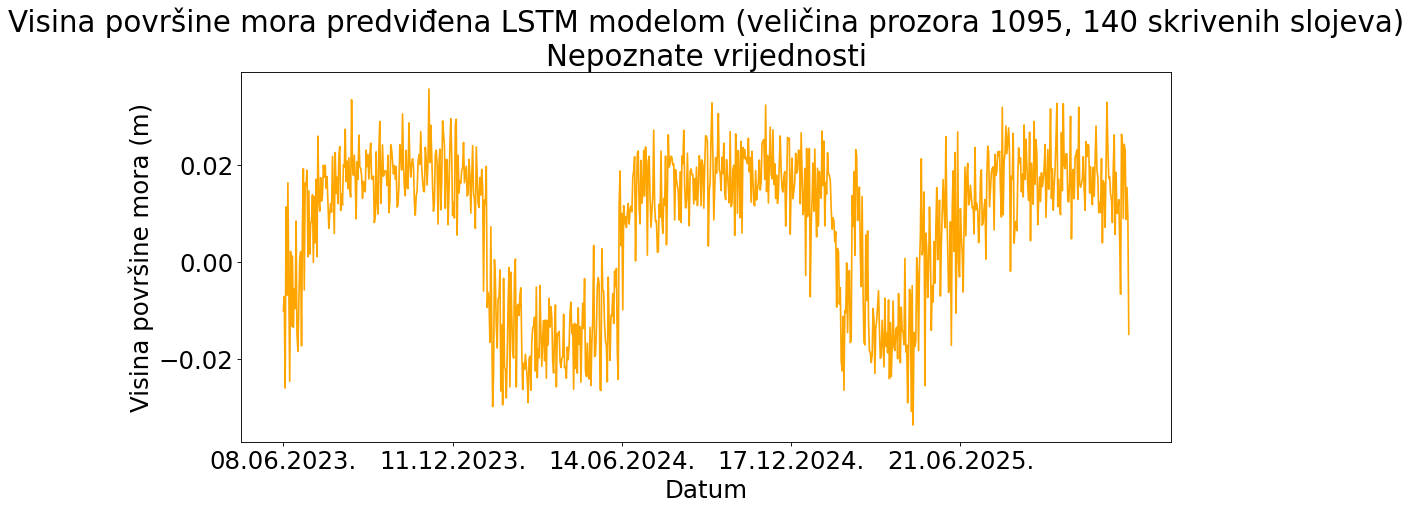 Visina površine mora predviđena LSTM modelom (veličina prozora 1095, 140 skrivenih slojeva)
Nepoznate vrijednosti
Visina površine mora (m)
0.02
0.00
−0.02
08.06.2023. 11.12.2023. 14.06.2024. 17.12.2024. 21.06.2025.
Datum